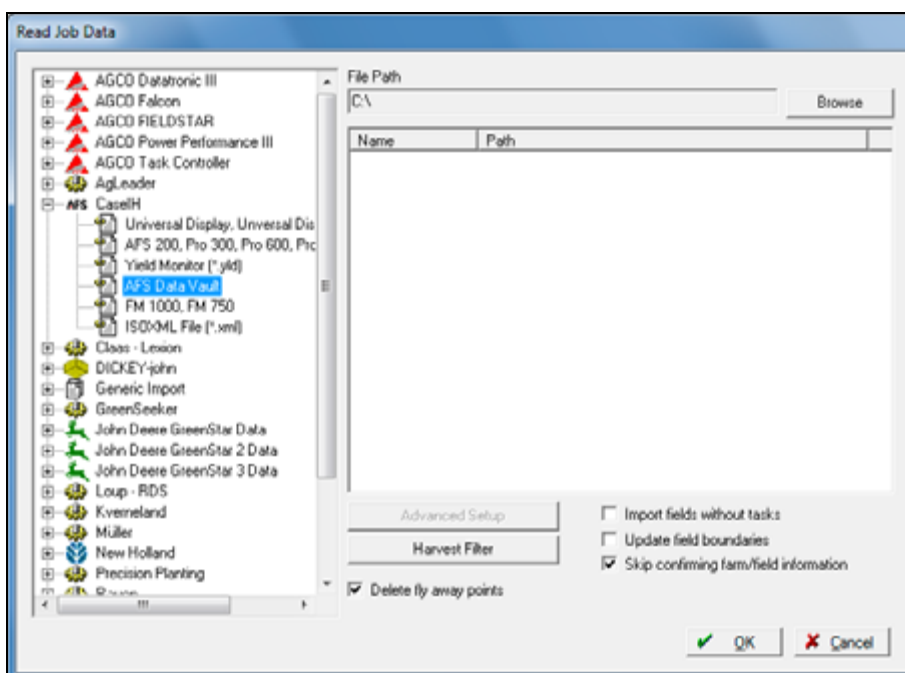 Read Job Data
AGCO Datatronic III
AGCO Falcon
AGCO FIELDSTAR
AGCO Power Performance III
AGCO Task Controller
AgLeader
AFS CaseIH
Universal Display, Unversal Dis
AFS 200, Pro 300, Pro 600, Pro
Yield Monitor (*.yld)
AFS Data Vault
FM 1000, FM 750
ISOXML File (*.xml)
Claas - Lexion
DICKEY-john
Generic Import
GreenSeeker
John Deere GreenStar Data
John Deere GreenStar 2 Data
John Deere GreenStar 3 Data
Loup - RDS
Kverneland
Müller
New Holland
Precision Planting
File Path
C:\
Browse
Name Path
Advanced Setup
Harvest Filter
Delete fly away points
Import fields without tasks
Update field boundaries
Skip confirming farm/field information
OK
Cancel